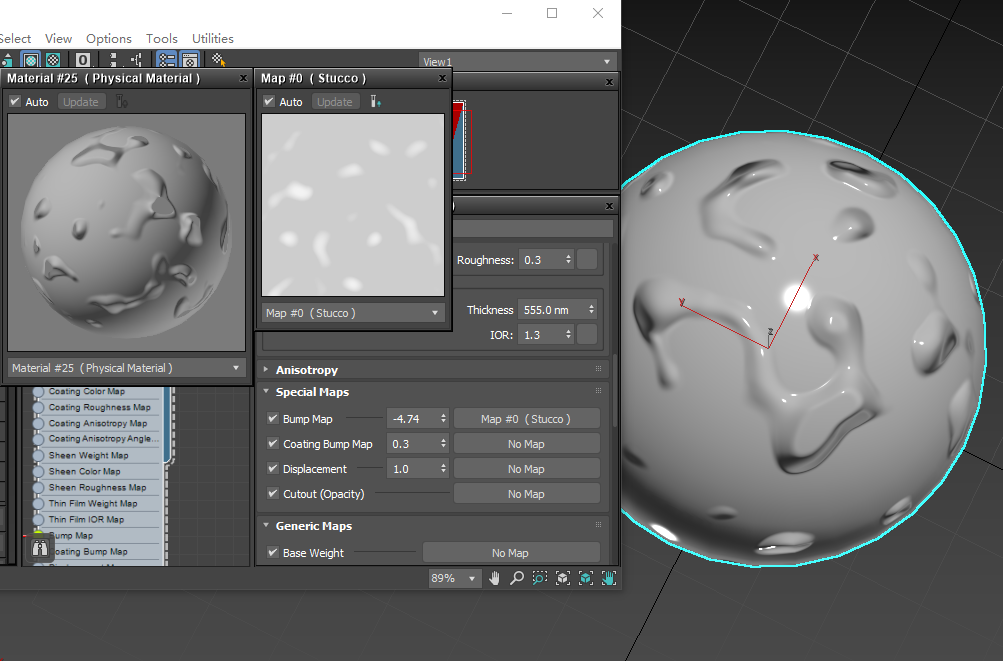 Select View Options Tools Utilities
View1
Material #25 ( Physical Material )
Auto Update
Material #25 ( Physical Material )
Map #0 ( Stucco )
Auto Update
Map #0 ( Stucco )
Roughness: 0.3
Thickness 555.0 nm
IOR: 1.3
Anisotropy
Special Maps
Bump Map -4.74 Map #0 ( Stucco )
Coating Bump Map 0.3 No Map
Displacement 1.0 No Map
Cutout (Opacity) No Map
Generic Maps
Base Weight No Map
Coating Color Map
Coating Roughness Map
Coating Anisotropy Map
Coating Anisotropy Angle...
Sheen Weight Map
Sheen Color Map
Sheen Roughness Map
Thin Film Weight Map
Thin Film IOR Map
Bump Map
Coating Bump Map
89%
x
y
z